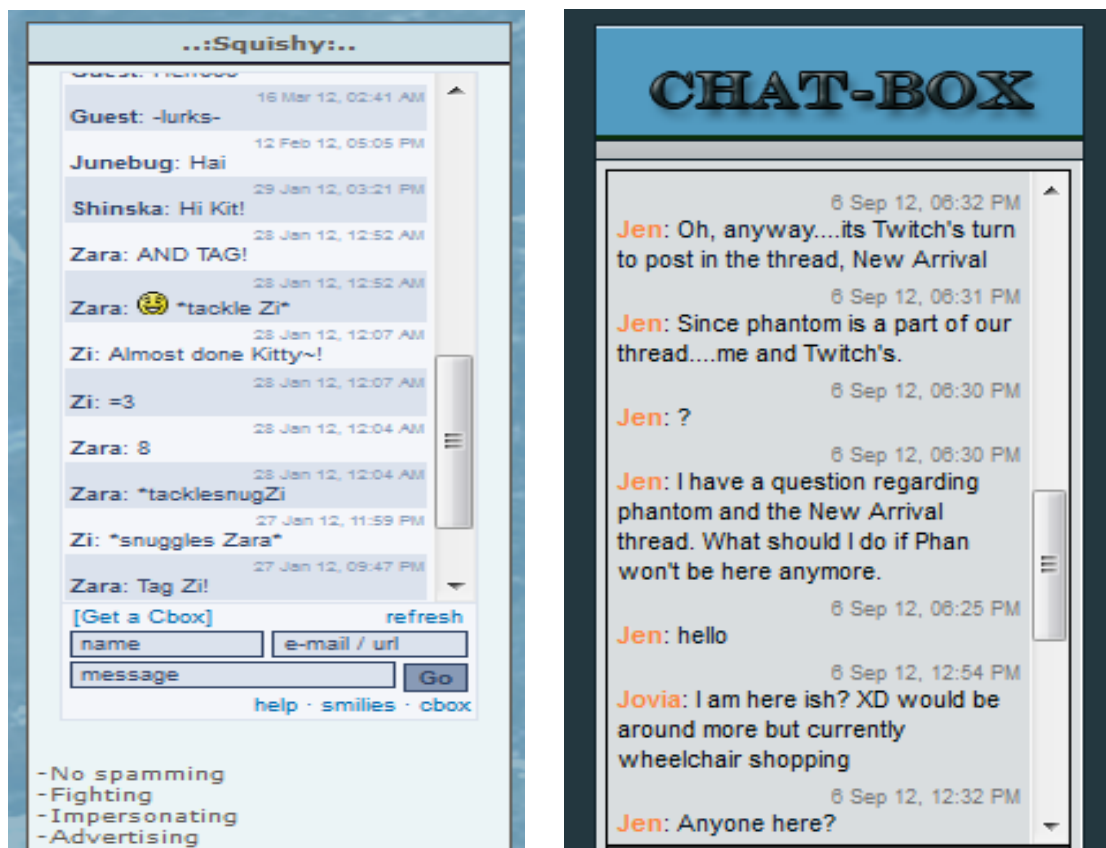 ..:Squishy:..
16 Mar 12, 02:41 AM
Guest: -lurks-
12 Feb 12, 05:05 PM
Junebug: Hai
29 Jan 12, 03:21 PM
Shinska: Hi Kit!
28 Jan 12, 12:52 AM
Zara: AND TAG!
28 Jan 12, 12:52 AM
Zara: *tackle Zi*
28 Jan 12, 12:07 AM
Zi: Almost done Kitty~!
28 Jan 12, 12:07 AM
Zi: =3
28 Jan 12, 12:04 AM
Zara: 8
28 Jan 12, 12:04 AM
Zara: *tacklesnugZi
27 Jan 12, 11:59 PM
Zi: *snuggles Zara*
27 Jan 12, 09:47 PM
Zara: Tag Zi!
[Get a Cbox] refresh
name e-mail / url
message Go
help · smilies · cbox
-No spamming
-Fighting
-Impersonating
-Advertising
CHAT-BOX
6 Sep 12, 06:32 PM
Jen: Oh, anyway....its Twitch's turn
to post in the thread, New Arrival
6 Sep 12, 06:31 PM
Jen: Since phantom is a part of our
thread....me and Twitch's.
6 Sep 12, 06:30 PM
Jen: ?
6 Sep 12, 06:30 PM
Jen: I have a question regarding
phantom and the New Arrival
thread. What should I do if Phan
won't be here anymore.
6 Sep 12, 06:25 PM
Jen: hello
6 Sep 12, 12:54 PM
Jovia: I am here ish? XD would be
around more but currently
wheelchair shopping
6 Sep 12, 12:32 PM
Jen: Anyone here?